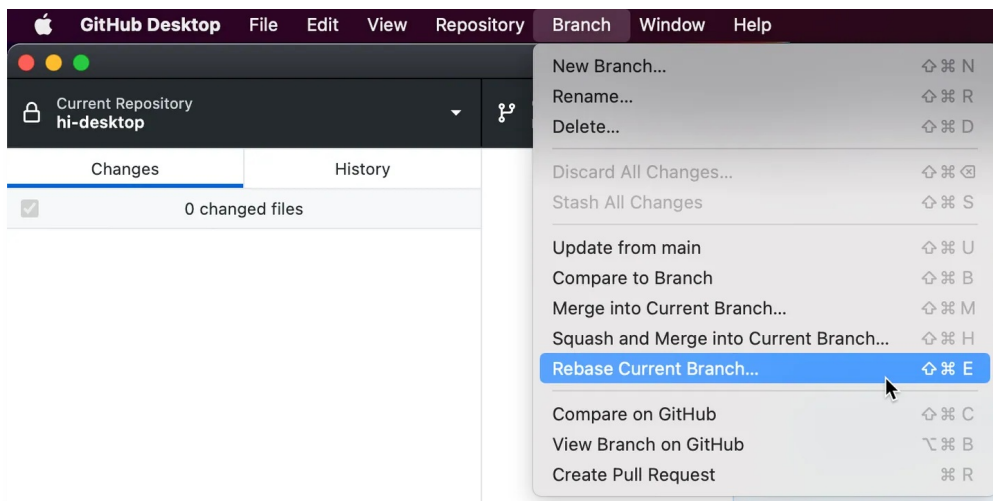 GitHub Desktop File Edit View Repository Branch Window Help
Current Repository
hi-desktop
Changes History
0 changed files
New Branch... ⇧⌘N
Rename... ⇧⌘R
Delete... ⇧⌘D
Discard All Changes... ⇧⌘⌫
Stash All Changes ⇧⌘S
Update from main ⇧⌘U
Compare to Branch ⇧⌘B
Merge into Current Branch... ⇧⌘M
Squash and Merge into Current Branch... ⇧⌘H
Rebase Current Branch... ⇧⌘E
Compare on GitHub ⇧⌘C
View Branch on GitHub ⌥⌘B
Create Pull Request ⌘R